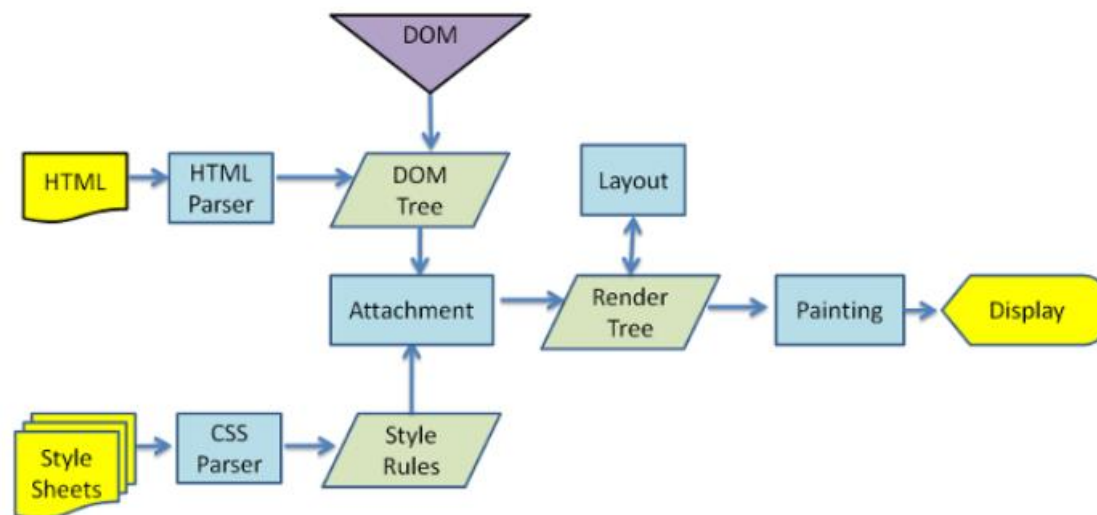 DOM
HTML
HTML
Parser
DOM
Tree
Layout
Attachment
Render
Tree
Painting
Display
Style
Sheets
CSS
Parser
Style
Rules